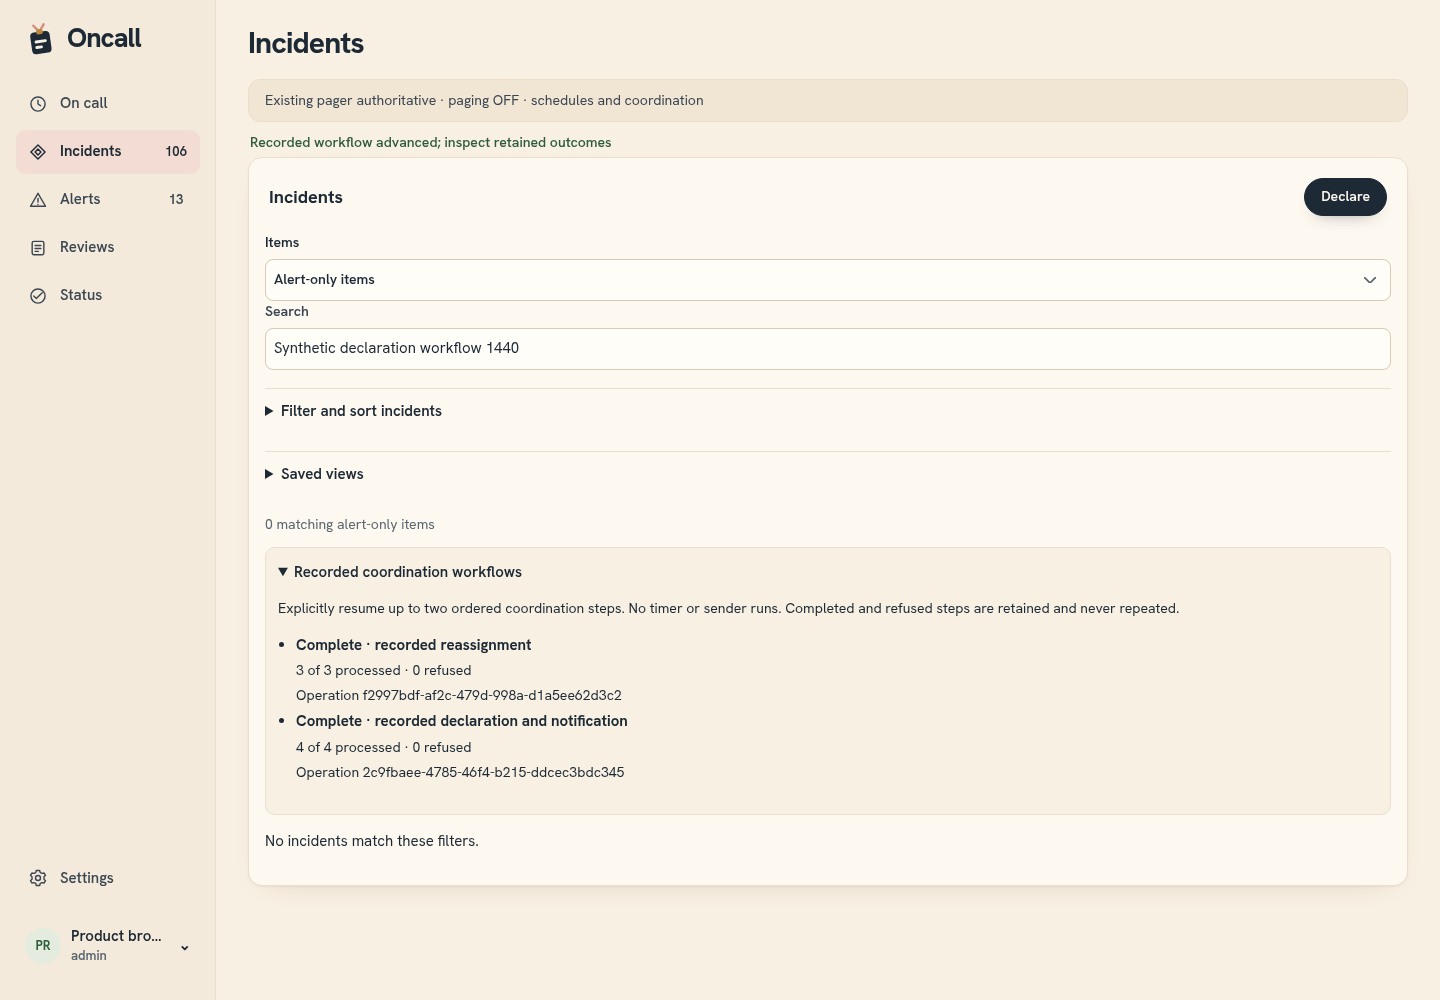 Oncall
On call
Incidents 106
Alerts 13
Reviews
Status
Settings
PR
Product bro...
admin
Incidents
Existing pager authoritative · paging OFF · schedules and coordination
Recorded workflow advanced; inspect retained outcomes
Incidents
Declare
Items
Alert-only items
Search
Synthetic declaration workflow 1440
Filter and sort incidents
Saved views
0 matching alert-only items
Recorded coordination workflows
Explicitly resume up to two ordered coordination steps. No timer or sender runs. Completed and refused steps are retained and never repeated.
Complete · recorded reassignment
3 of 3 processed · 0 refused
Operation f2997bdf-af2c-479d-998a-d1a5ee62d3c2
Complete · recorded declaration and notification
4 of 4 processed · 0 refused
Operation 2c9fbaee-4785-46f4-b215-ddcec3bdc345
No incidents match these filters.